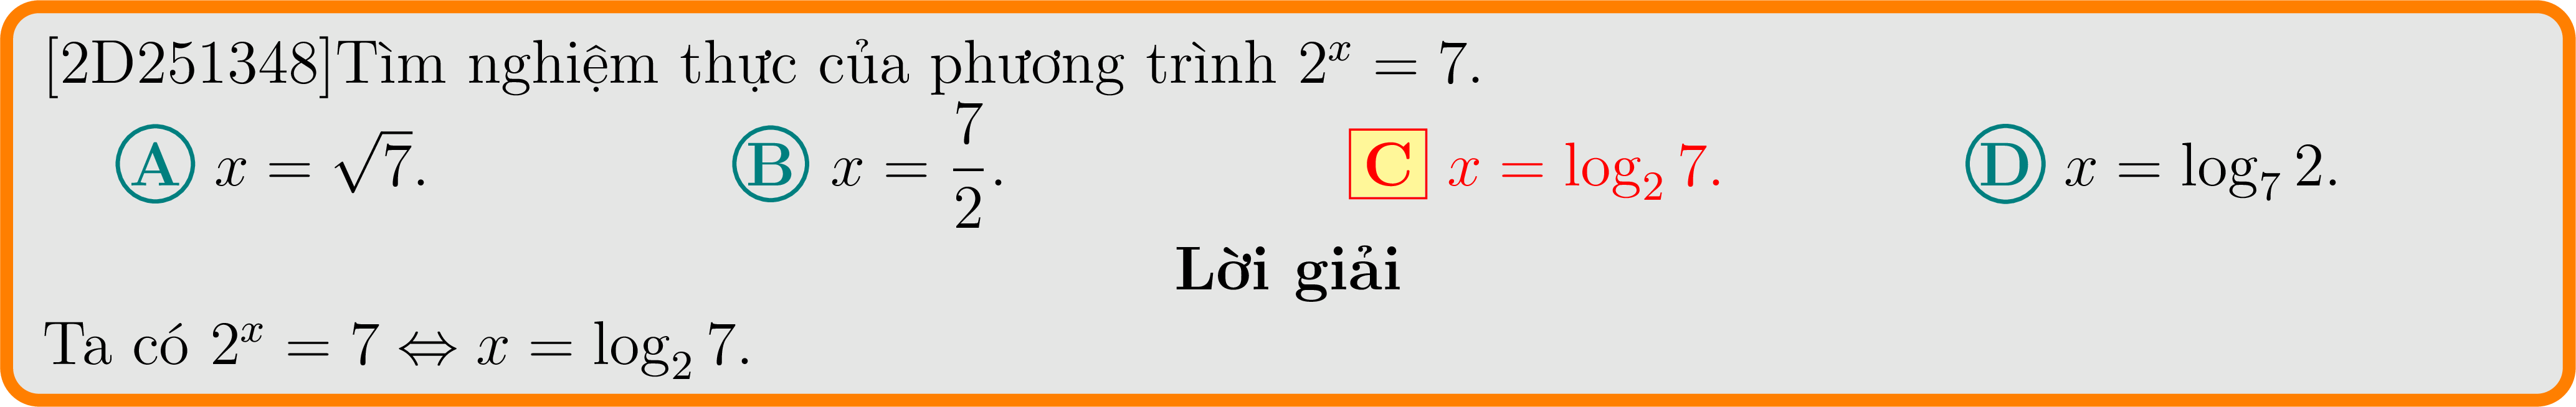 [2D251348]Tìm nghiệm thực của phương trình $2^x = 7$.
A $x = \sqrt{7}$. B $x = \dfrac{7}{2}$. C $x = \log_2 7$. D $x = \log_7 2$.
Lời giải
Ta có $2^x = 7 \Leftrightarrow x = \log_2 7$.